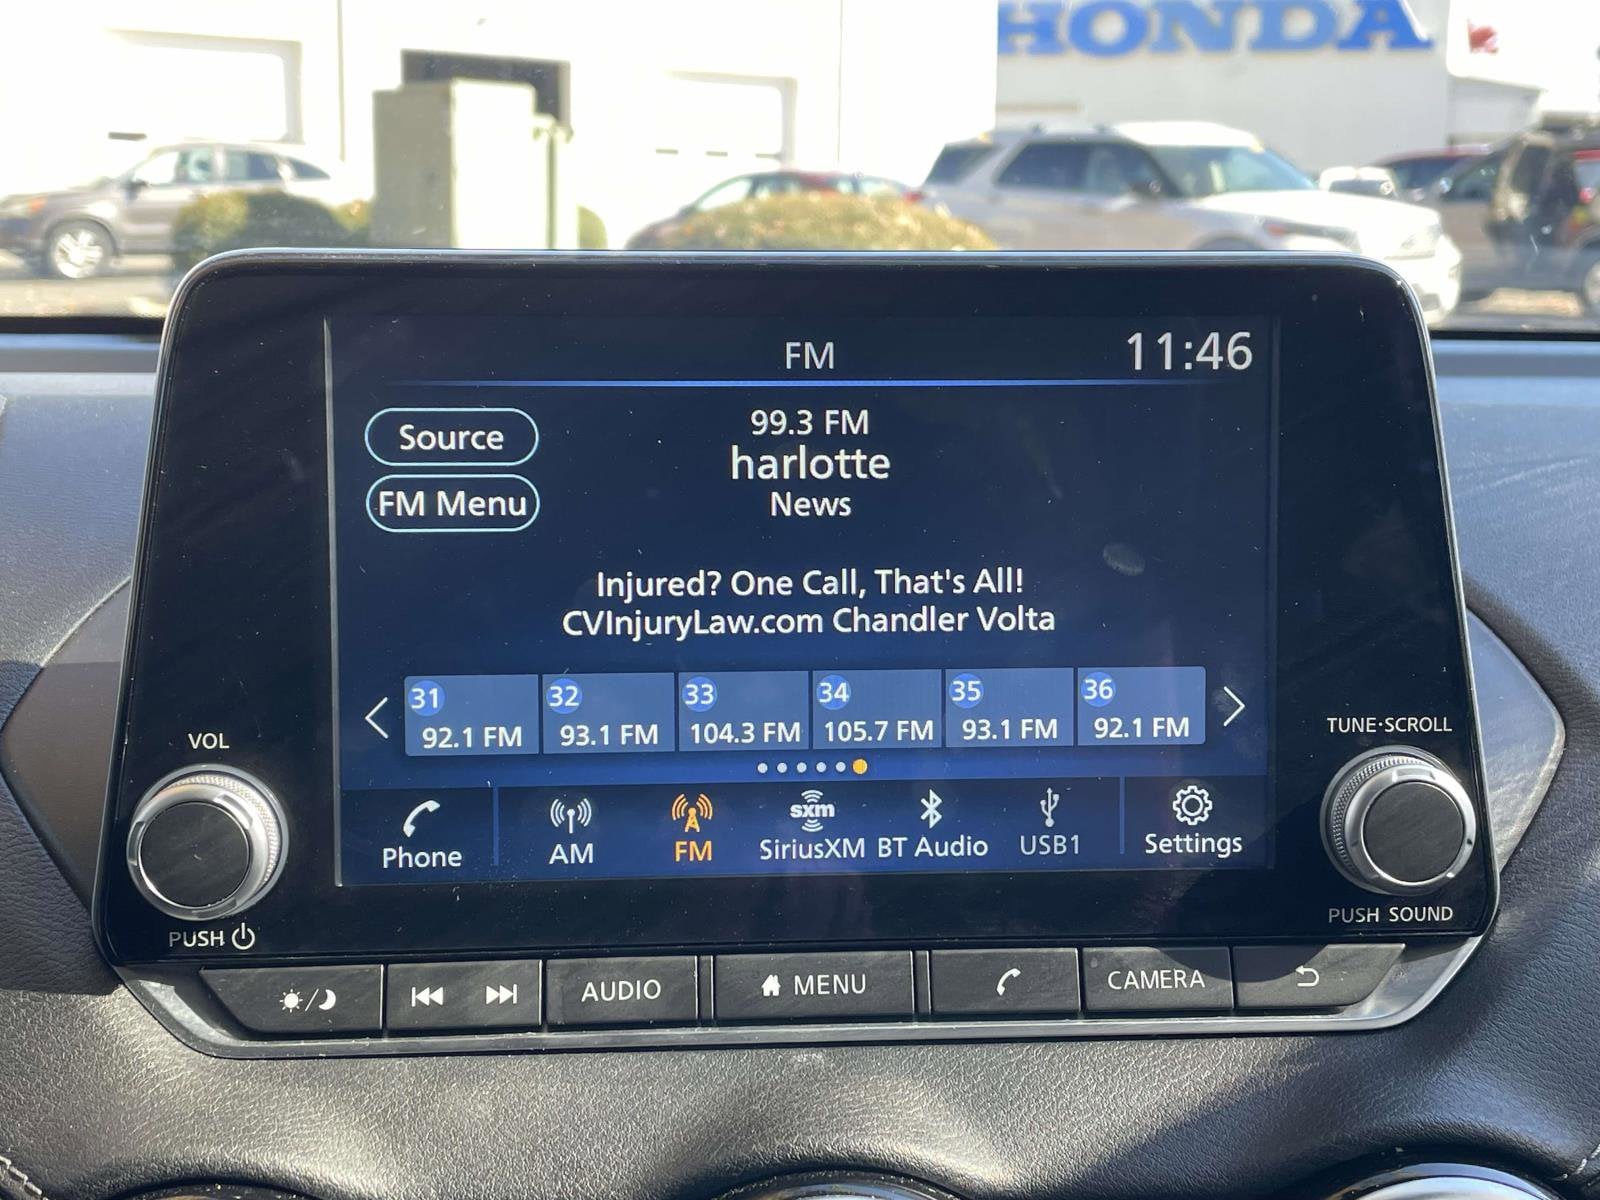 HONDA
FM 11:46
Source
99.3 FM
harlotte
FM Menu
News
Injured? One Call, That's All!
CVInjuryLaw.com Chandler Volta
31 32 33 34 35 36
92.1 FM 93.1 FM 104.3 FM 105.7 FM 93.1 FM 92.1 FM
VOL
TUNE·SCROLL
sxm
Phone AM FM SiriusXM BT Audio USB1 Settings
PUSH
PUSH SOUND
AUDIO MENU CAMERA